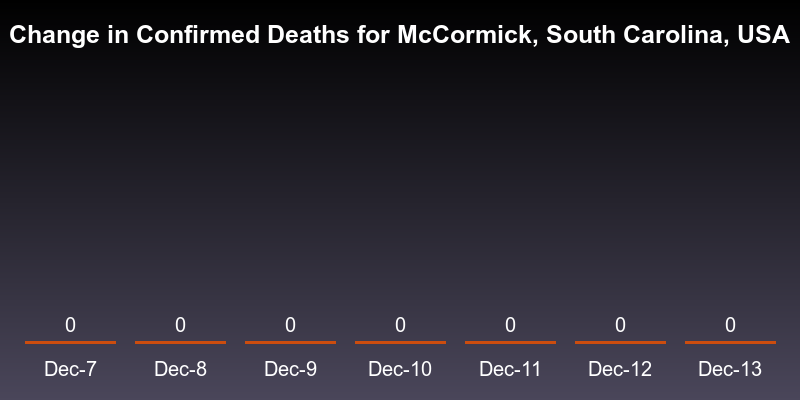 Change in Confirmed Deaths for McCormick, South Carolina, USA
0 0 0 0 0 0 0
Dec-7 Dec-8 Dec-9 Dec-10 Dec-11 Dec-12 Dec-13